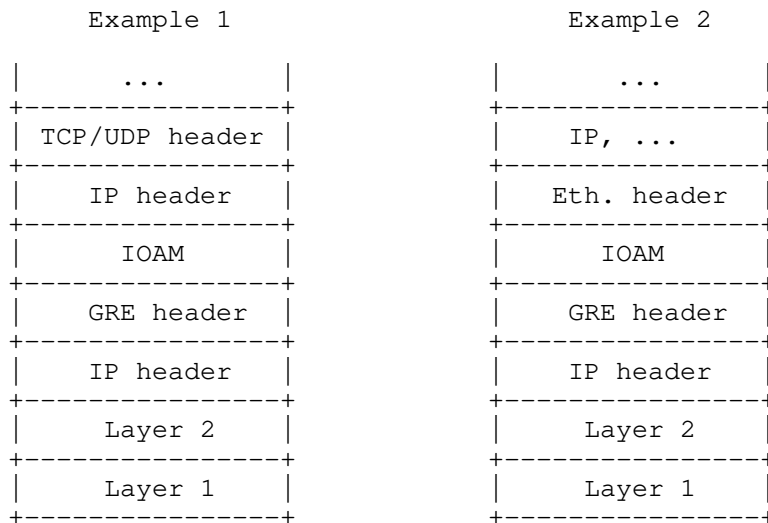 Example 1                    Example 2
|      ...       |            |      ...       |
+----------------+            +----------------+
| TCP/UDP header |            |    IP, ...     |
+----------------+            +----------------+
|   IP header    |            |  Eth. header   |
+----------------+            +----------------+
|      IOAM      |            |      IOAM      |
+----------------+            +----------------+
|   GRE header   |            |   GRE header   |
+----------------+            +----------------+
|   IP header    |            |   IP header    |
+----------------+            +----------------+
|    Layer 2     |            |    Layer 2     |
+----------------+            +----------------+
|    Layer 1     |            |    Layer 1     |
+----------------+            +----------------+